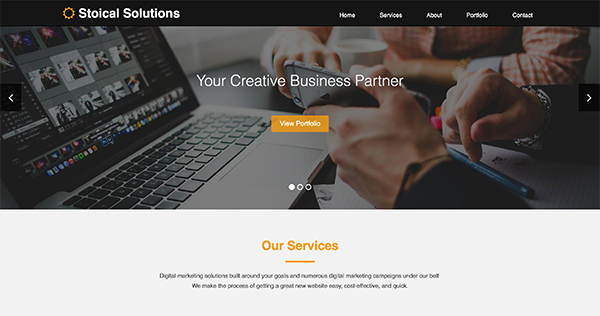 Stoical Solutions
Home Services About Portfolio Contact
Your Creative Business Partner
View Portfolio
Our Services
Digital marketing solutions built around your goals and numerous digital marketing campaigns under our belt
We make the process of getting a great new website easy, cost-effective, and quick.